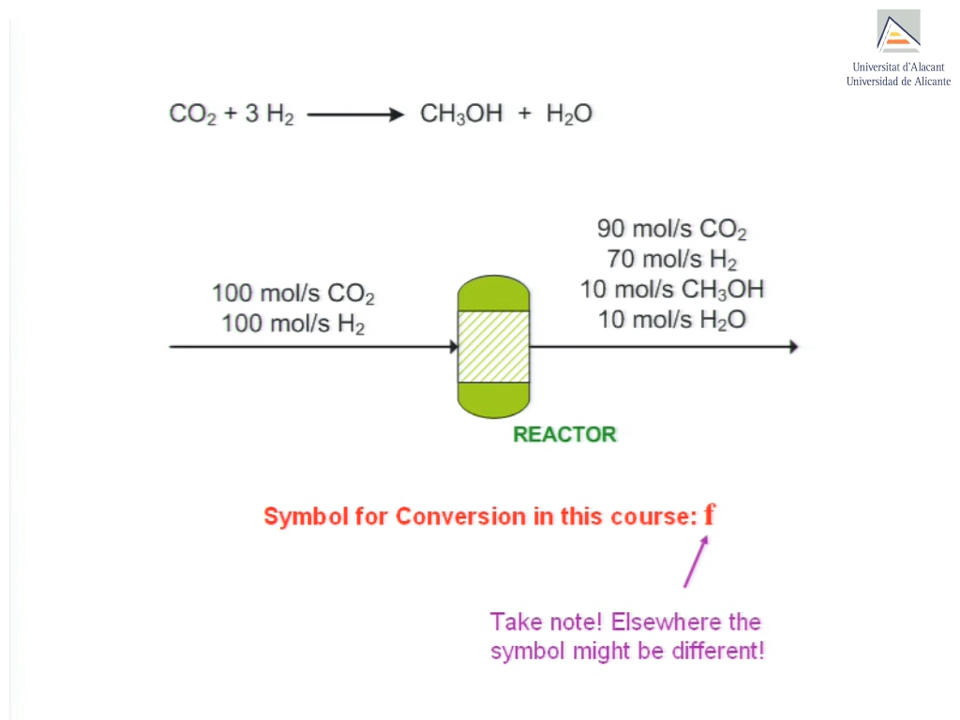 Universitat d'Alacant
Universidad de Alicante
CO₂ + 3 H₂ ⟶ CH₃OH + H₂O
90 mol/s CO₂
70 mol/s H₂
10 mol/s CH₃OH
10 mol/s H₂O
100 mol/s CO₂
100 mol/s H₂
REACTOR
Symbol for Conversion in this course: f
Take note! Elsewhere the
symbol might be different!